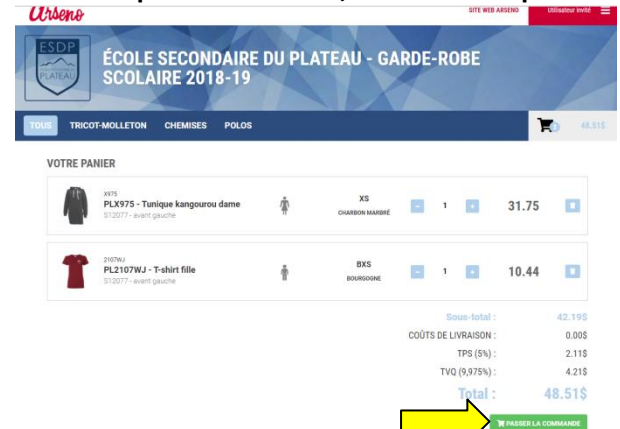 Arseno
SITE WEB ARSENO
Utilisateur invité
ESDP
PLATEAU
ÉCOLE SECONDAIRE DU PLATEAU - GARDE-ROBE
SCOLAIRE 2018-19
TOUS TRICOT-MOLLETON CHEMISES POLOS
48.51$
VOTRE PANIER
X975
PLX975 - Tunique kangourou dame
S12077 - avant gauche
XS
CHARBON MARBRÉ
- 1 +
31.75
2107WJ
PL2107WJ - T-shirt fille
S12077 - avant gauche
BXS
BOURGOGNE
- 1 +
10.44
Sous-total : 42.19$
COÛTS DE LIVRAISON : 0.00$
TPS (5%) : 2.11$
TVQ (9,975%) : 4.21$
Total : 48.51$
PASSER LA COMMANDE